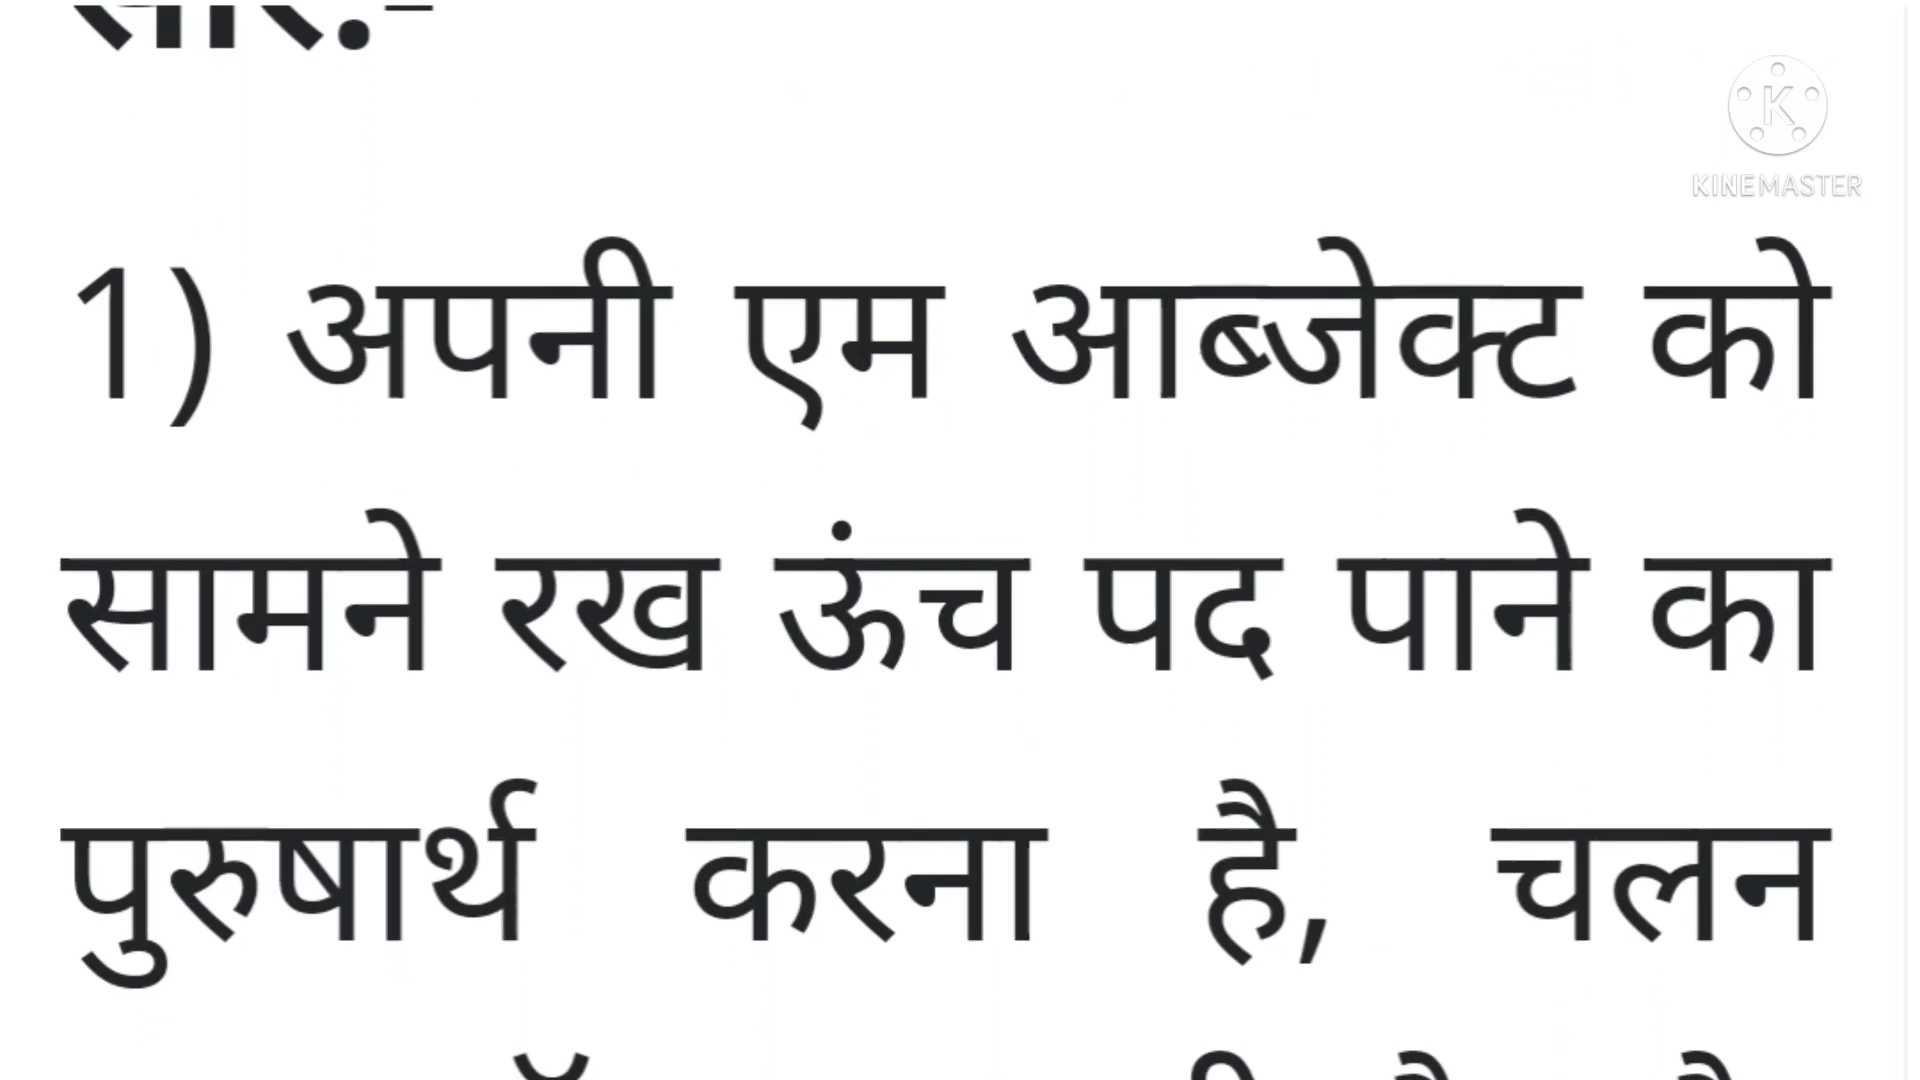 सार:-
KINEMASTER
1) अपनी एम आब्जेक्ट को
सामने रख ऊंच पद पाने का
पुरुषार्थ करना है, चलन